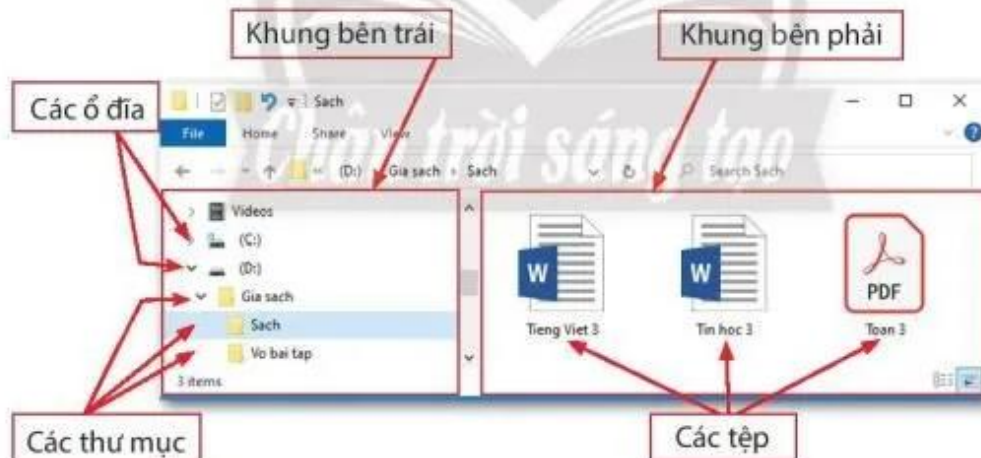 Khung bên trái
Khung bên phải
Các ổ đĩa
Sach
File Home Share View
Chân trời sáng tạo
(D:) Gia sach Sach
Search Sach
Videos
(C:)
(D:)
Gia sach
Sach
Vo bai tap
3 items
W
W
PDF
Tieng Viet 3
Tin hoc 3
Toan 3
Các thư mục
Các tệp